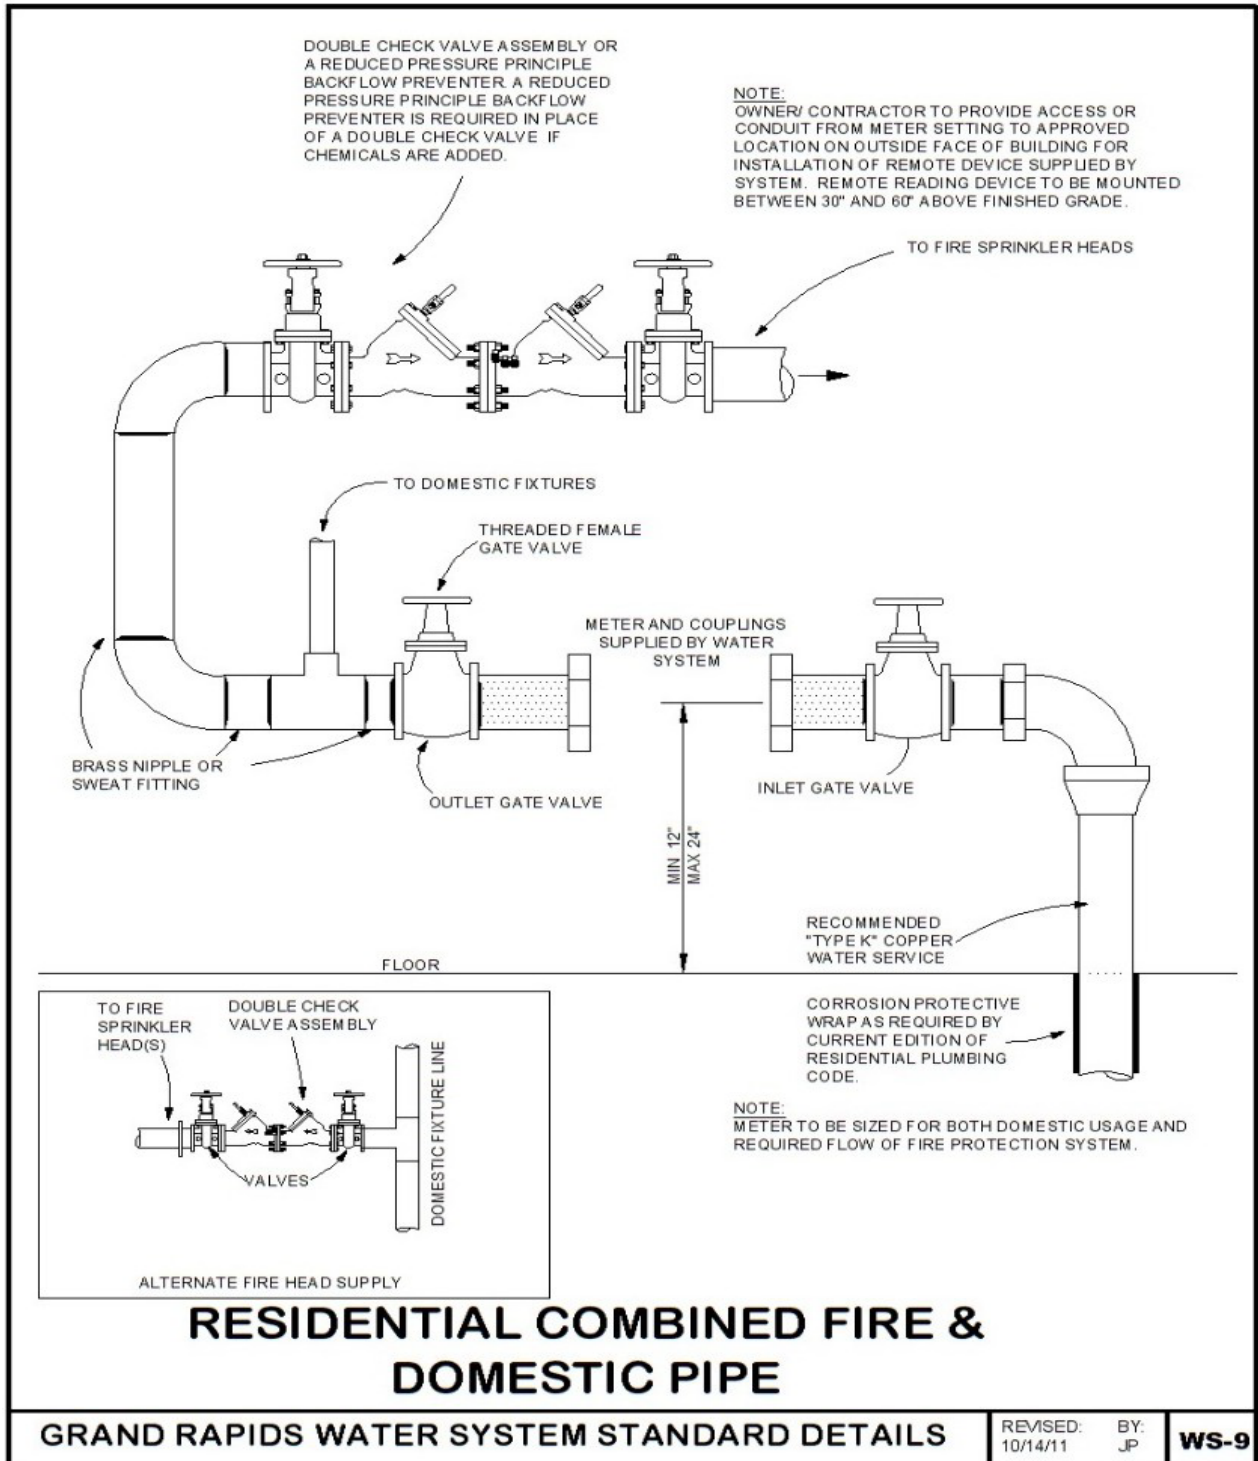 DOUBLE CHECK VALVE ASSEMBLY OR
A REDUCED PRESSURE PRINCIPLE
BACKFLOW PREVENTER. A REDUCED
PRESSURE PRINCIPLE BACKFLOW
PREVENTER IS REQUIRED IN PLACE
OF A DOUBLE CHECK VALVE IF
CHEMICALS ARE ADDED.
NOTE:
OWNER/ CONTRACTOR TO PROVIDE ACCESS OR
CONDUIT FROM METER SETTING TO APPROVED
LOCATION ON OUTSIDE FACE OF BUILDING FOR
INSTALLATION OF REMOTE DEVICE SUPPLIED BY
SYSTEM. REMOTE READING DEVICE TO BE MOUNTED
BETWEEN 30" AND 60" ABOVE FINISHED GRADE.
TO FIRE SPRINKLER HEADS
TO DOMESTIC FIXTURES
THREADED FEMALE
GATE VALVE
METER AND COUPLINGS
SUPPLIED BY WATER
SYSTEM
BRASS NIPPLE OR
SWEAT FITTING
OUTLET GATE VALVE
INLET GATE VALVE
MIN 12"
MAX 24"
RECOMMENDED
"TYPE K" COPPER
WATER SERVICE
FLOOR
CORROSION PROTECTIVE
WRAP AS REQUIRED BY
CURRENT EDITION OF
RESIDENTIAL PLUMBING
CODE.
NOTE:
METER TO BE SIZED FOR BOTH DOMESTIC USAGE AND
REQUIRED FLOW OF FIRE PROTECTION SYSTEM.
TO FIRE
SPRINKLER
HEAD(S)
DOUBLE CHECK
VALVE ASSEMBLY
DOMESTIC FIXTURE LINE
VALVES
ALTERNATE FIRE HEAD SUPPLY
RESIDENTIAL COMBINED FIRE &
DOMESTIC PIPE
GRAND RAPIDS WATER SYSTEM STANDARD DETAILS
REVISED: BY:
10/14/11 JP
WS-9